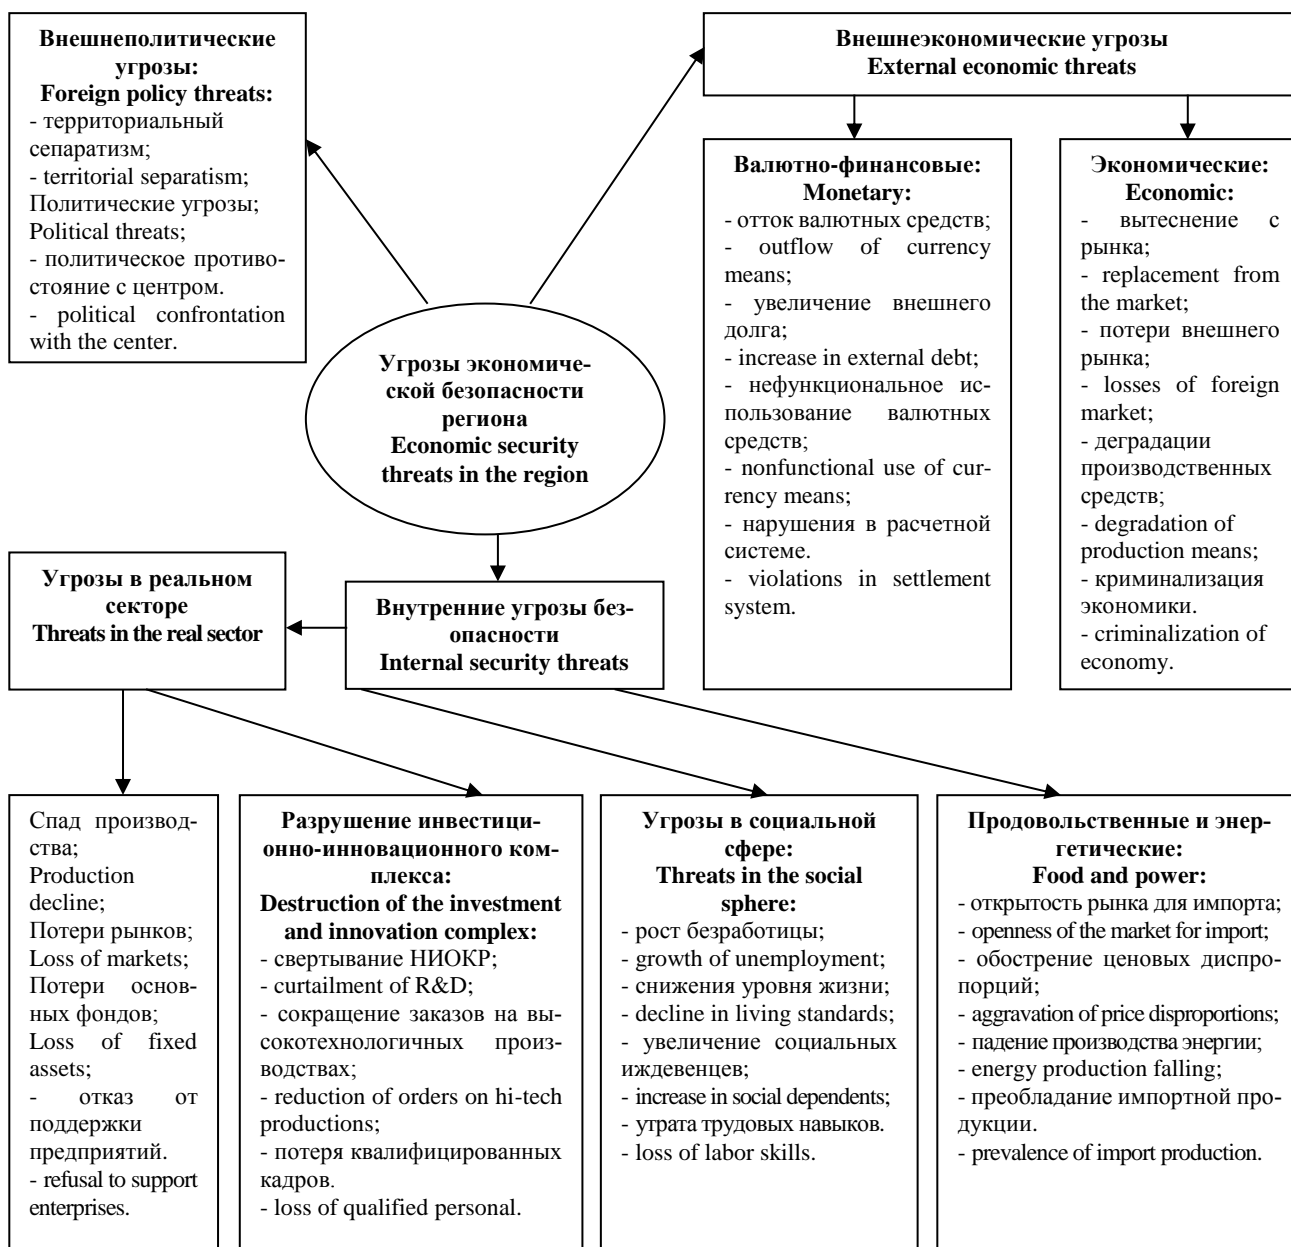 Внешнеполитические
угрозы:
Foreign policy threats:
- территориальный
сепаратизм;
- territorial separatism;
Политические угрозы;
Political threats;
- политическое противо-
стояние с центром.
- political confrontation
with the center.
Внешнеэкономические угрозы
External economic threats
Валютно-финансовые:
Monetary:
- отток валютных средств;
- outflow of currency
means;
- увеличение внешнего
долга;
- increase in external debt;
- нефункциональное ис-
пользование валютных
средств;
- nonfunctional use of cur-
rency means;
- нарушения в расчетной
системе.
- violations in settlement
system.
Экономические:
Economic:
- вытеснение с
рынка;
- replacement from
the market;
- потери внешнего
рынка;
- losses of foreign
market;
- деградации
производственных
средств;
- degradation of
production means;
- криминализация
экономики.
- criminalization of
economy.
Угрозы экономиче-
ской безопасности
региона
Economic security
threats in the region
Угрозы в реальном
секторе
Threats in the real sector
Внутренние угрозы без-
опасности
Internal security threats
Спад производ-
ства;
Production
decline;
Потери рынков;
Loss of markets;
Потери основ-
ных фондов;
Loss of fixed
assets;
- отказ от
поддержки
предприятий.
- refusal to support
enterprises.
Разрушение инвестици-
онно-инновационного ком-
плекса:
Destruction of the investment
and innovation complex:
- свертывание НИОКР;
- curtailment of R&D;
- сокращение заказов на вы-
сокотехнологичных произ-
водствах;
- reduction of orders on hi-tech
productions;
- потеря квалифицированных
кадров.
- loss of qualified personal.
Угрозы в социальной
сфере:
Threats in the social
sphere:
- рост безработицы;
- growth of unemployment;
- снижения уровня жизни;
- decline in living standards;
- увеличение социальных
иждевенцев;
- increase in social dependents;
- утрата трудовых навыков.
- loss of labor skills.
Продовольственные и энер-
гетические:
Food and power:
- открытость рынка для импорта;
- openness of the market for import;
- обострение ценовых диспро-
порций;
- aggravation of price disproportions;
- падение производства энергии;
- energy production falling;
- преобладание импортной про-
дукции.
- prevalence of import production.